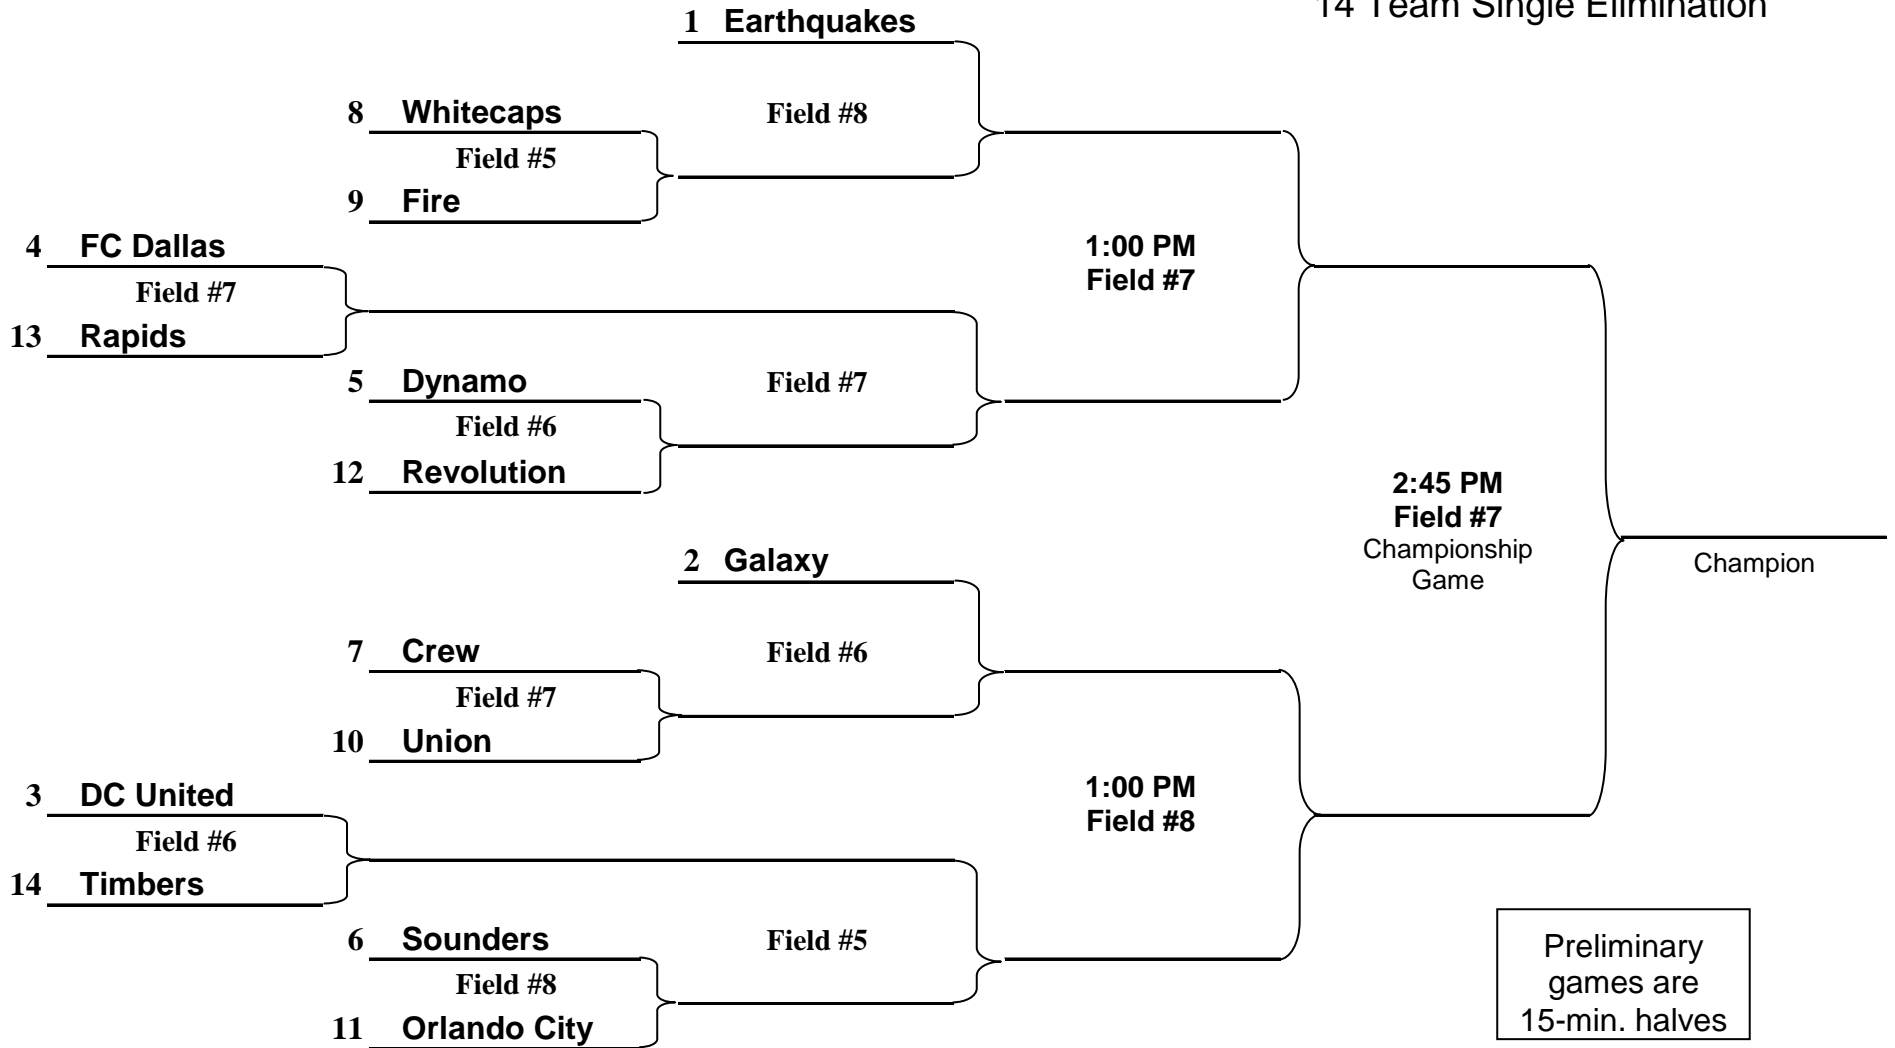 14 Team Single Elimination
1 Earthquakes
8 Whitecaps
Field #8
Field #5
9 Fire
4 FC Dallas
1:00 PM
Field #7
Field #7
13 Rapids
5 Dynamo
Field #7
Field #6
12 Revolution
2:45 PM
Field #7
Championship
Game
2 Galaxy
Champion
7 Crew
Field #6
Field #7
10 Union
3 DC United
1:00 PM
Field #8
Field #6
14 Timbers
6 Sounders
Field #5
Field #8
11 Orlando City
Preliminary
games are
15-min. halves